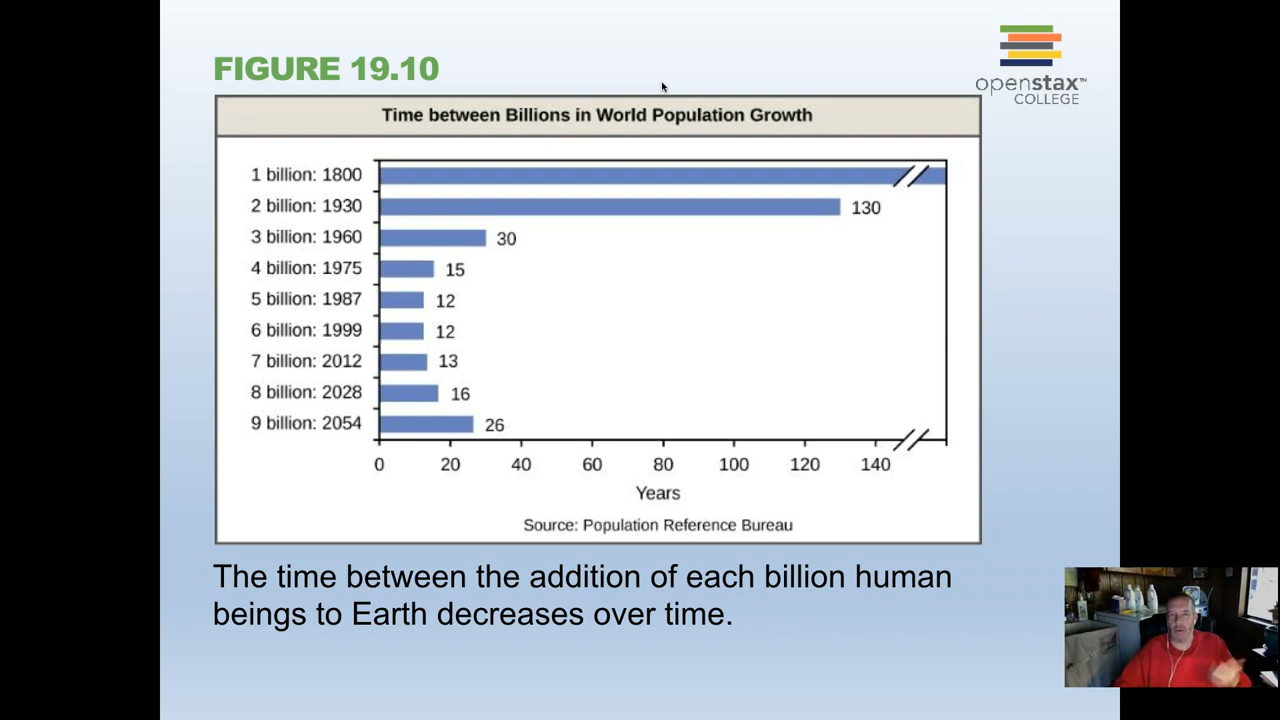 FIGURE 19.10
openstax™
COLLEGE
Time between Billions in World Population Growth
1 billion: 1800
2 billion: 1930 130
3 billion: 1960 30
4 billion: 1975 15
5 billion: 1987 12
6 billion: 1999 12
7 billion: 2012 13
8 billion: 2028 16
9 billion: 2054 26
0 20 40 60 80 100 120 140
Years
Source: Population Reference Bureau
The time between the addition of each billion human
beings to Earth decreases over time.